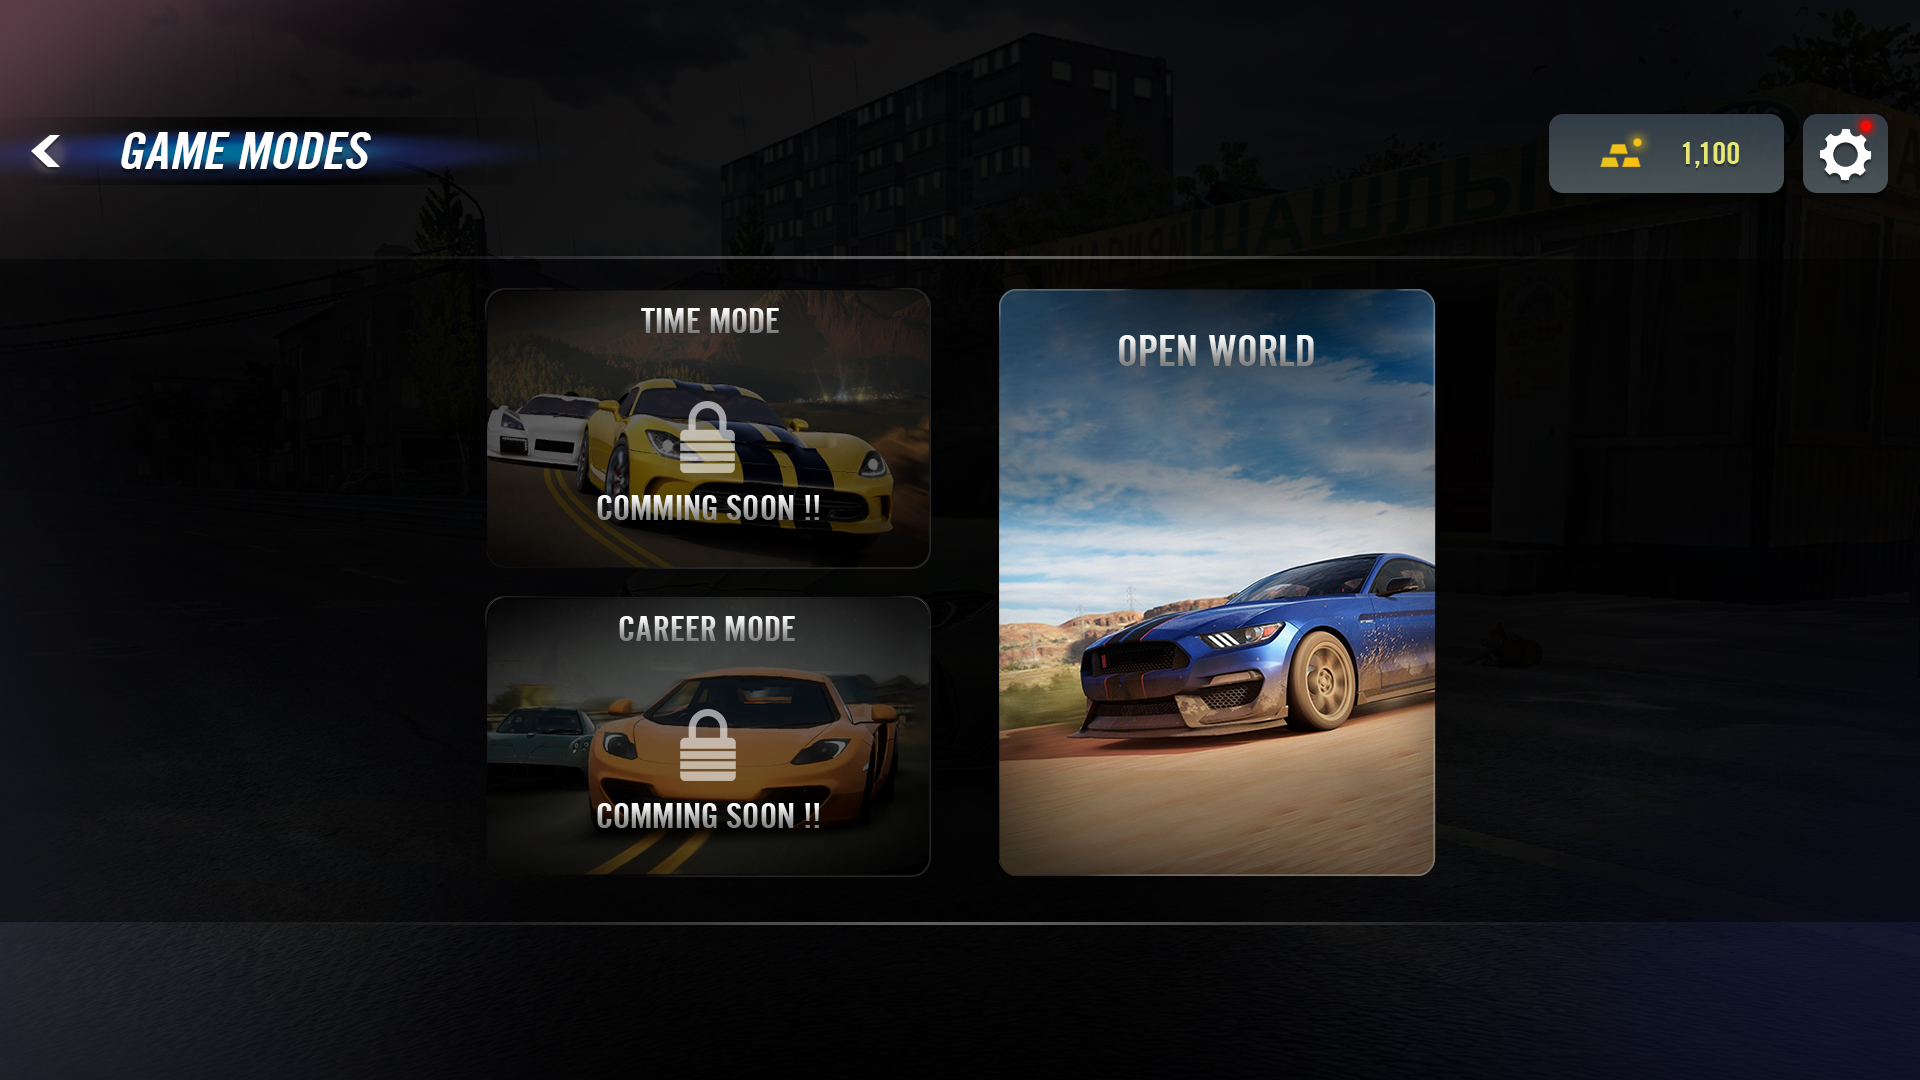 GAME MODES
1,100
TIME MODE
COMMING SOON !!
CAREER MODE
COMMING SOON !!
OPEN WORLD